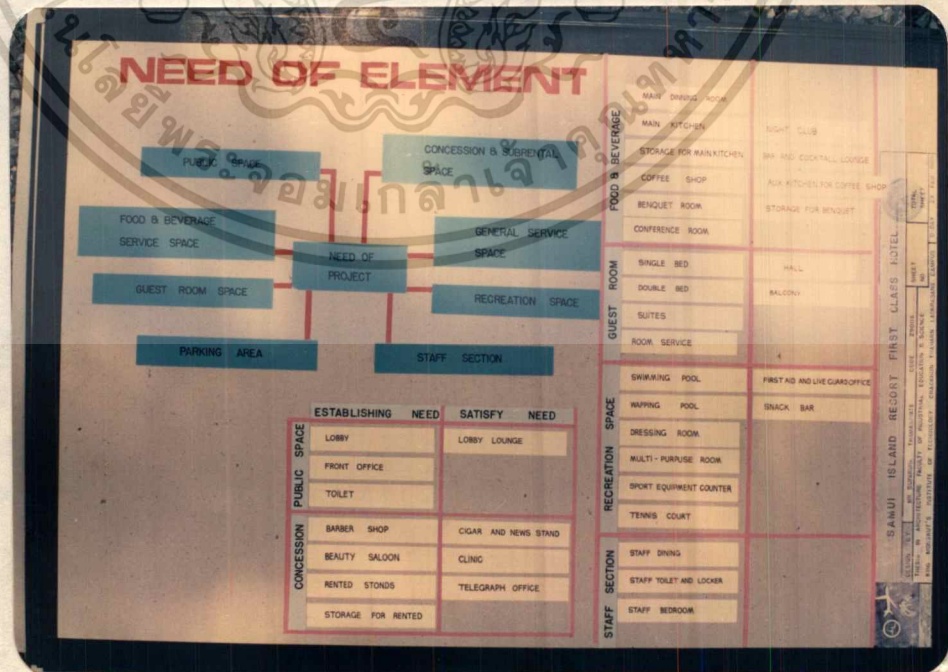 NEED OF ELEMENT
PUBLIC SPACE
CONCESSION & SUBRENTAL
SPACE
FOOD & BEVERAGE
SERVICE SPACE
GENERAL SERVICE
SPACE
NEED OF
PROJECT
GUEST ROOM SPACE
RECREATION SPACE
PARKING AREA
STAFF SECTION
ESTABLISHING NEED
SATISFY NEED
PUBLIC SPACE
LOBBY
LOBBY LOUNGE
FRONT OFFICE
TOILET
CONCESSION
BARBER SHOP
CIGAR AND NEWS STAND
BEAUTY SALOON
CLINIC
RENTED STONDS
TELEGRAPH OFFICE
STORAGE FOR RENTED
FOOD & BEVERAGE
MAIN DINING ROOM
MAIN KITCHEN
NIGHT CLUB
STORAGE FOR MAIN KITCHEN
BAR AND COCKTAIL LOUNGE
COFFEE SHOP
AUX KITCHEN FOR COFFEE SHOP
BENQUET ROOM
STORAGE FOR BENQUET
CONFERENCE ROOM
GUEST ROOM
SINGLE BED
HALL
DOUBLE BED
BALCONY
SUITES
ROOM SERVICE
RECREATION SPACE
SWIMMING POOL
FIRST AID AND LIVE GUARD OFFICE
WAPPING POOL
SNACK BAR
DRESSING ROOM
MULTI-PURPUSE ROOM
SPORT EQUIPMENT COUNTER
TENNIS COURT
STAFF SECTION
STAFF DINING
STAFF TOILET AND LOCKER
STAFF BEDROOM
SAMUI ISLAND RECORT FIRST CLASS HOTEL
SHEET
NO
TOTAL
SHEET